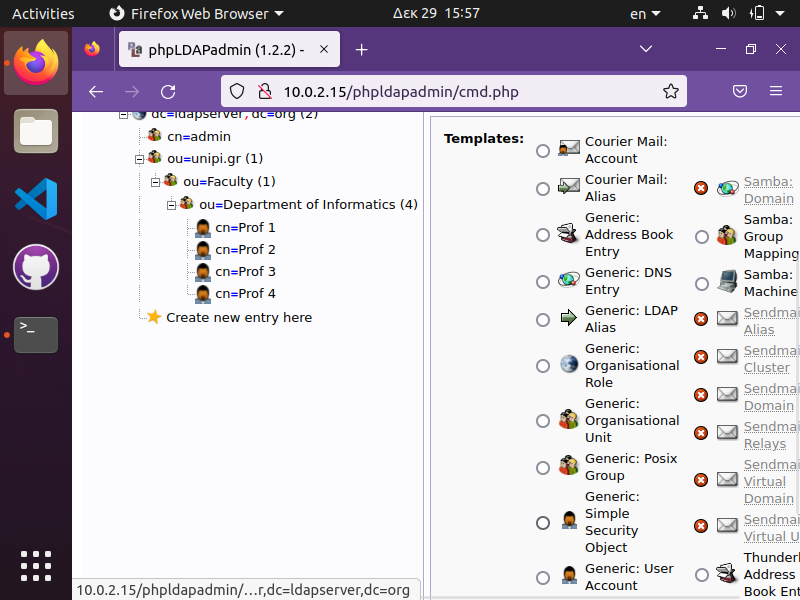 Activities
Firefox Web Browser
Δεκ 29 15:57
en
phpLDAPadmin (1.2.2) -
10.0.2.15/phpldapadmin/cmd.php
dc=ldapserver,dc=org (2)
cn=admin
ou=unipi.gr (1)
ou=Faculty (1)
ou=Department of Informatics (4)
cn=Prof 1
cn=Prof 2
cn=Prof 3
cn=Prof 4
Create new entry here
>_
10.0.2.15/phpldapadmin/...r,dc=ldapserver,dc=org
Templates:
Courier Mail:
Account
Courier Mail:
Alias
Generic:
Address Book
Entry
Generic: DNS
Entry
Generic: LDAP
Alias
Generic:
Organisational
Role
Generic:
Organisational
Unit
Generic: Posix
Group
Generic:
Simple
Security
Object
Generic: User
Account
Samba:
Domain
Samba:
Group
Mapping
Samba:
Machine
Sendmai
Alias
Sendmai
Cluster
Sendmai
Domain
Sendmai
Relays
Sendmai
Virtual
Domain
Sendmai
Virtual U
Thunderl
Address
Book Ent